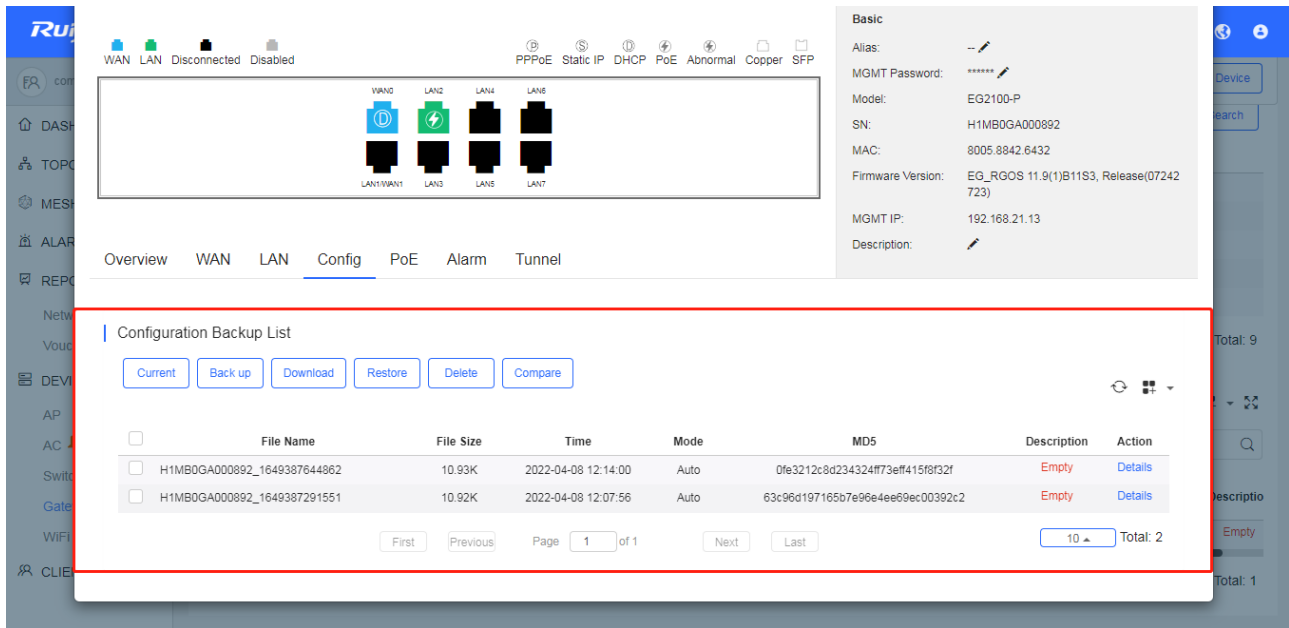 WAN LAN Disconnected Disabled
PPPoE Static IP DHCP PoE Abnormal Copper SFP
WAN0 LAN2 LAN4 LAN6
LAN1/WAN1 LAN3 LAN5 LAN7
Basic
Alias: --
MGMT Password: ******
Model: EG2100-P
SN: H1MB0GA000892
MAC: 8005.8842.6432
Firmware Version: EG_RGOS 11.9(1)B11S3, Release(07242
723)
MGMT IP: 192.168.21.13
Description:
Overview WAN LAN Config PoE Alarm Tunnel
Configuration Backup List
Current Back up Download Restore Delete Compare
File Name File Size Time Mode MD5 Description Action
H1MB0GA000892_1649387644862 10.93K 2022-04-08 12:14:00 Auto 0fe3212c8d234324ff73eff415f8f32f Empty Details
H1MB0GA000892_1649387291551 10.92K 2022-04-08 12:07:56 Auto 63c96d197165b7e96e4ee69ec00392c2 Empty Details
First Previous Page 1 of 1 Next Last 10 Total: 2
Rui
com
DASH
TOPO
MESH
ALAR
REPO
Netw
Vouc
DEVI
AP
AC
Switc
Gate
WiFi
CLIE
Device
earch
Total: 9
Descriptio
Empty
Total: 1